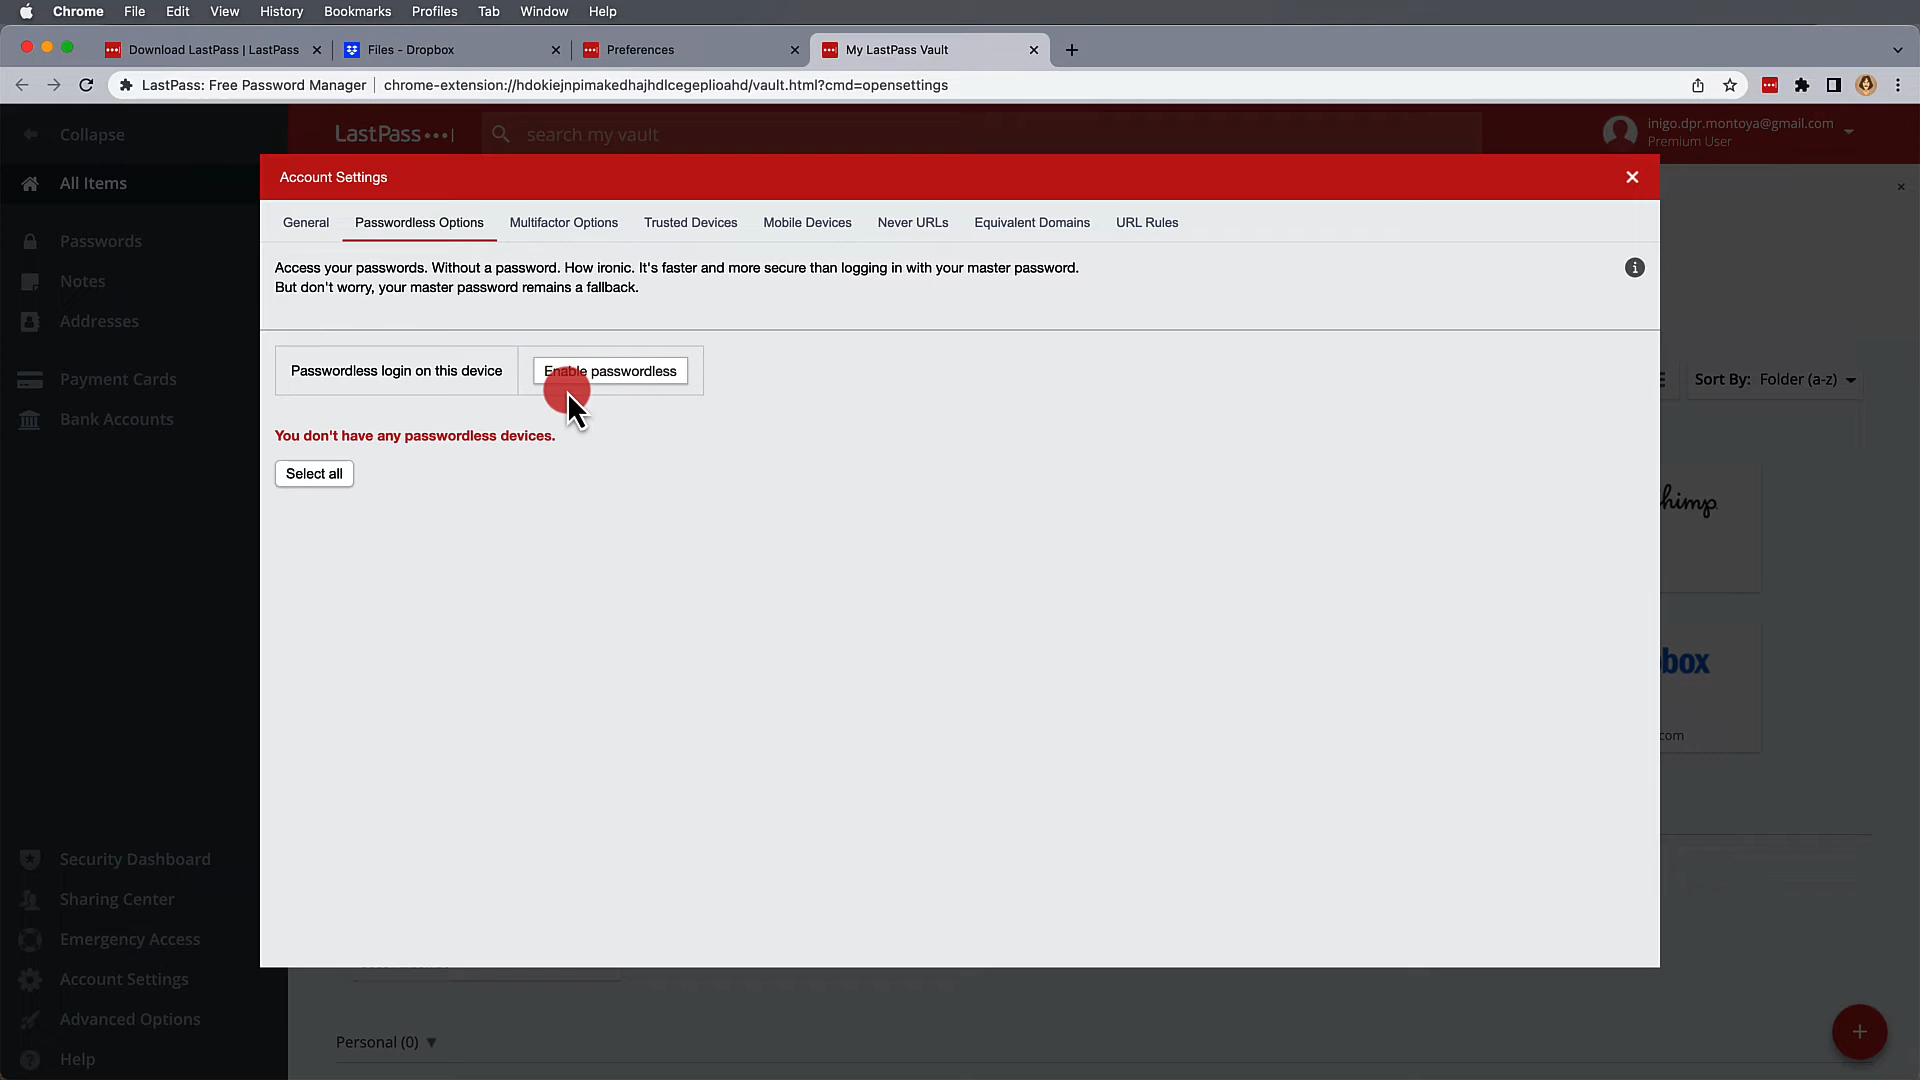 Chrome File Edit View History Bookmarks Profiles Tab Window Help
Download LastPass | LastPass
Files - Dropbox
Preferences
My LastPass Vault
LastPass: Free Password Manager
chrome-extension://hdokiejnpimakedhajhdlcegeplioahd/vault.html?cmd=opensettings
Collapse
LastPass
search my vault
inigo.dpr.montoya@gmail.com
Premium User
Account Settings
All Items
General Passwordless Options Multifactor Options Trusted Devices Mobile Devices Never URLs Equivalent Domains URL Rules
Passwords
Access your passwords. Without a password. How ironic. It's faster and more secure than logging in with your master password.
But don't worry, your master password remains a fallback.
Notes
Addresses
Passwordless login on this device
Enable passwordless
Payment Cards
Sort By: Folder (a-z)
Bank Accounts
You don't have any passwordless devices.
Select all
himp
box
com
Security Dashboard
Sharing Center
Emergency Access
Account Settings
Advanced Options
Personal (0)
Help